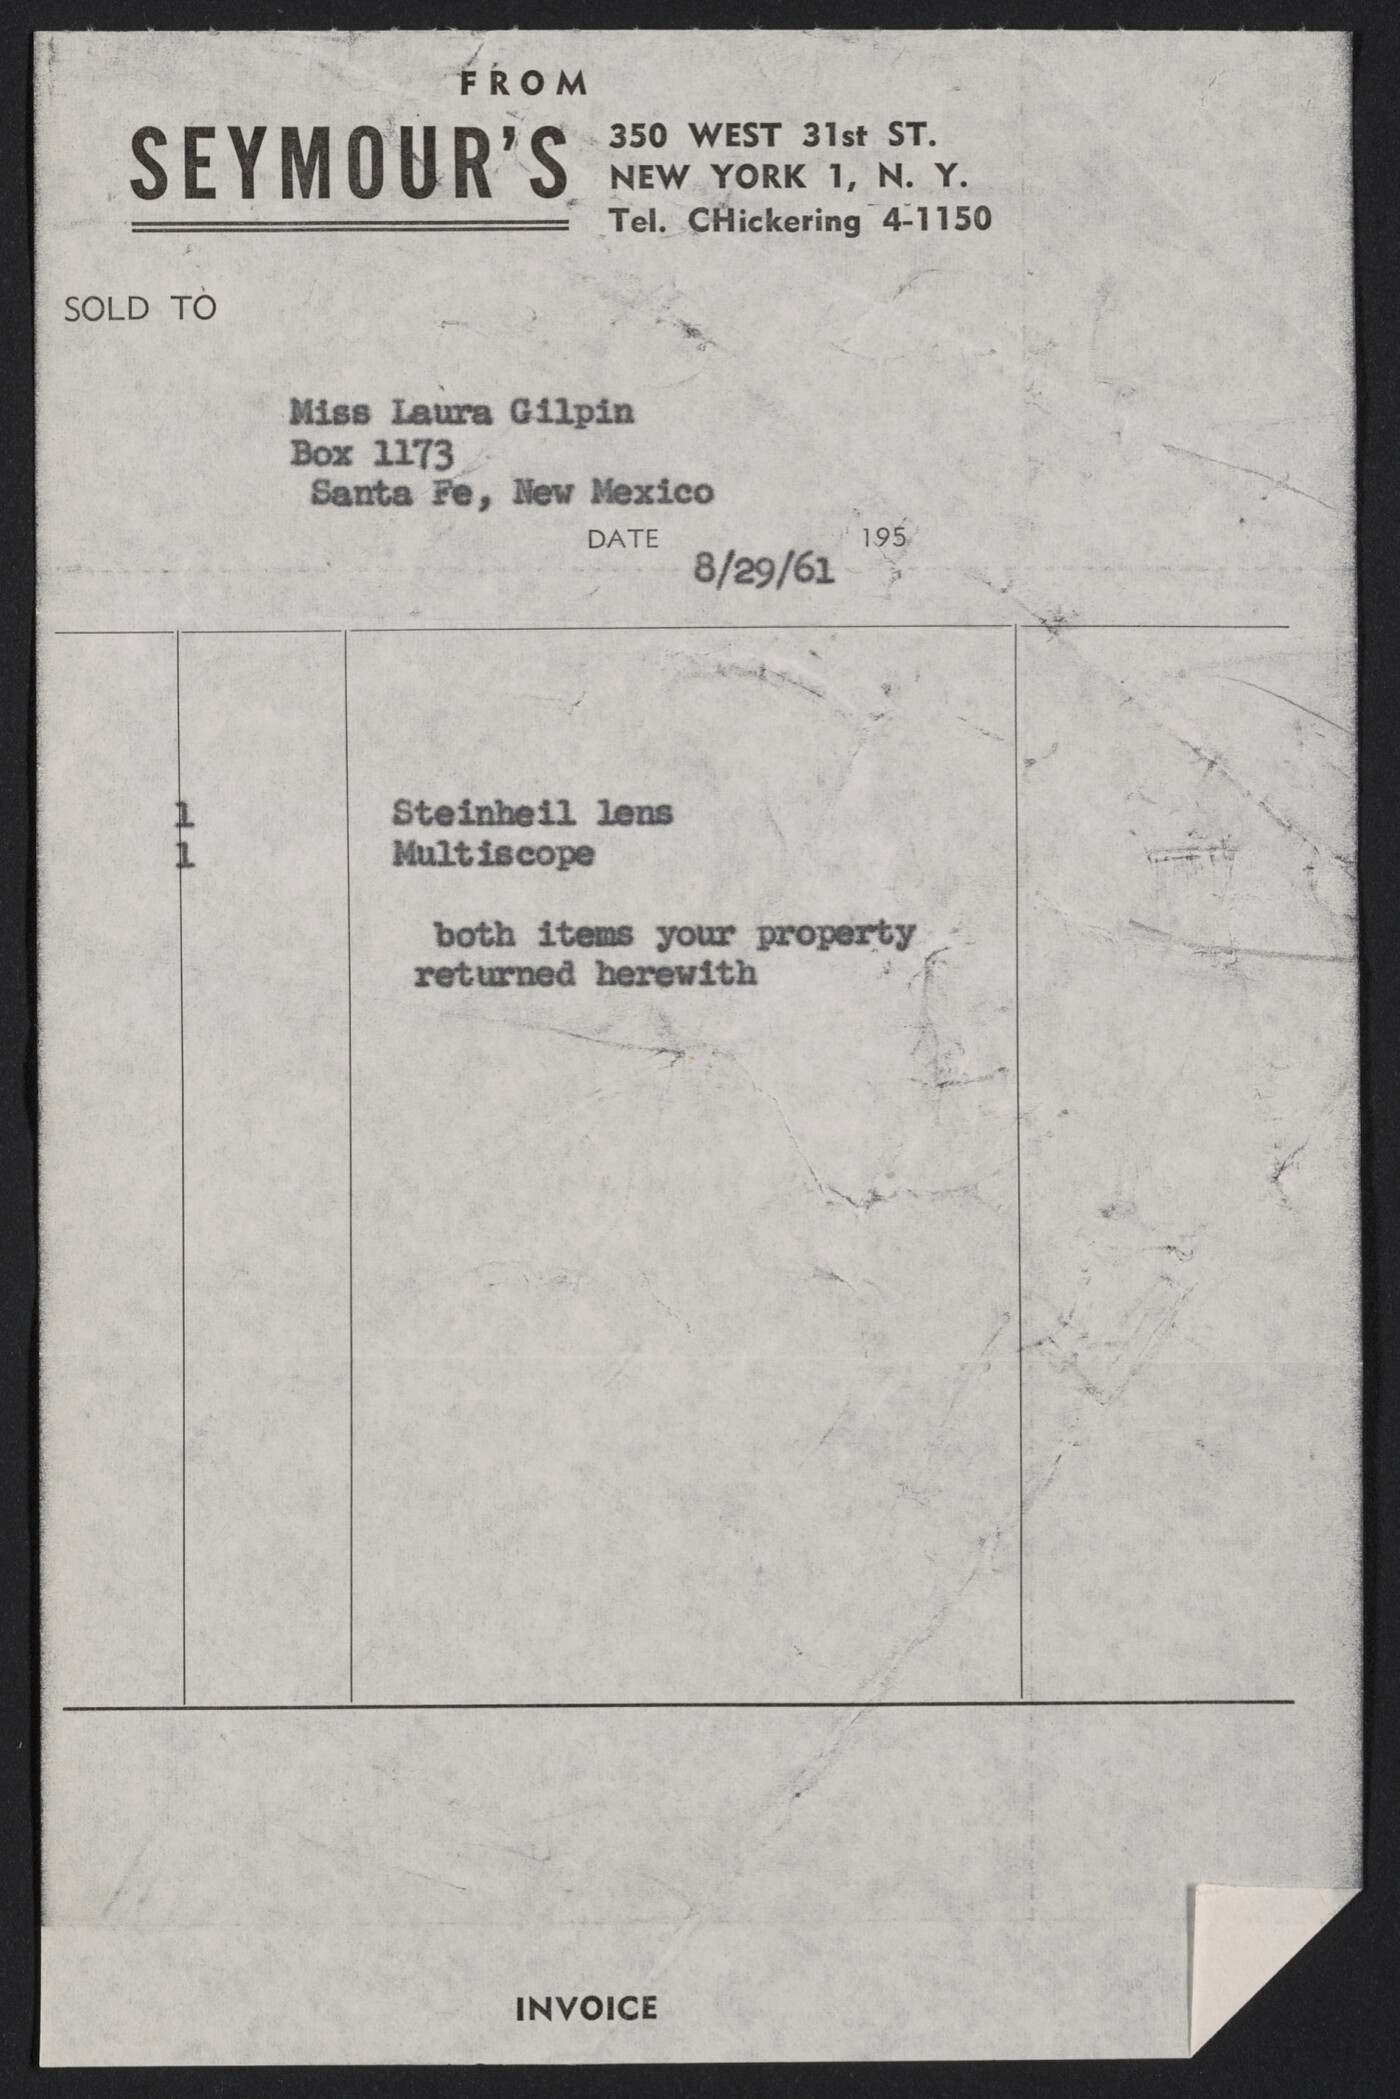 FROM
SEYMOUR'S
350 WEST 31st ST.
NEW YORK 1, N. Y.
Tel. CHickering 4-1150
SOLD TO
Miss Laura Gilpin
Box 1173
Santa Fe, New Mexico
DATE 195
8/29/61
1 Steinheil lens
1 Multiscope
both items your property
returned herewith
INVOICE